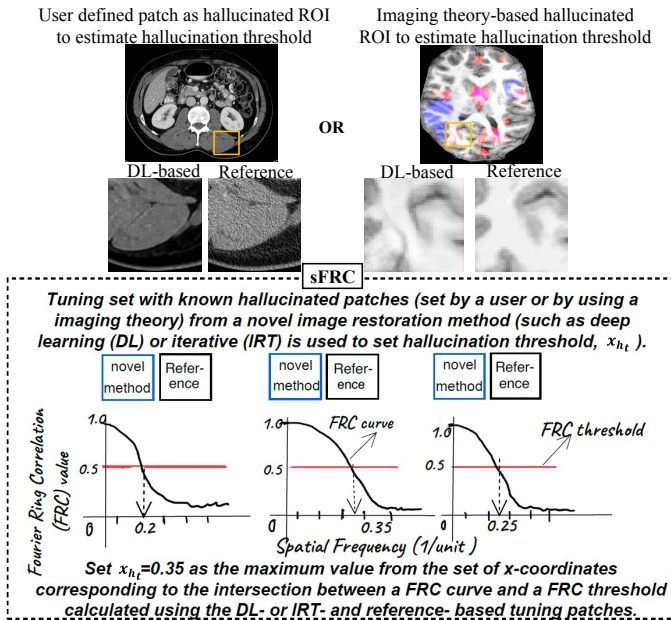 User defined patch as hallucinated ROI
to estimate hallucination threshold
Imaging theory-based hallucinated
ROI to estimate hallucination threshold
OR
DL-based Reference
DL-based Reference
sFRC
Tuning set with known hallucinated patches (set by a user or by using a
imaging theory) from a novel image restoration method (such as deep
learning (DL) or iterative (IRT) is used to set hallucination threshold, x_{h_t} ).
novel
method
Refer-
ence
novel
method
Refer-
ence
novel
method
Refer-
ence
Fourier Ring Correlation
(FRC) value
1.0
0.5
0
0.2
1.0
FRC curve
0.5
0
0.35
1.0
FRC threshold
0.5
0
0.25
Spatial Frequency (1/unit)
Set x_{h_t}=0.35 as the maximum value from the set of x-coordinates
corresponding to the intersection between a FRC curve and a FRC threshold
calculated using the DL- or IRT- and reference- based tuning patches.